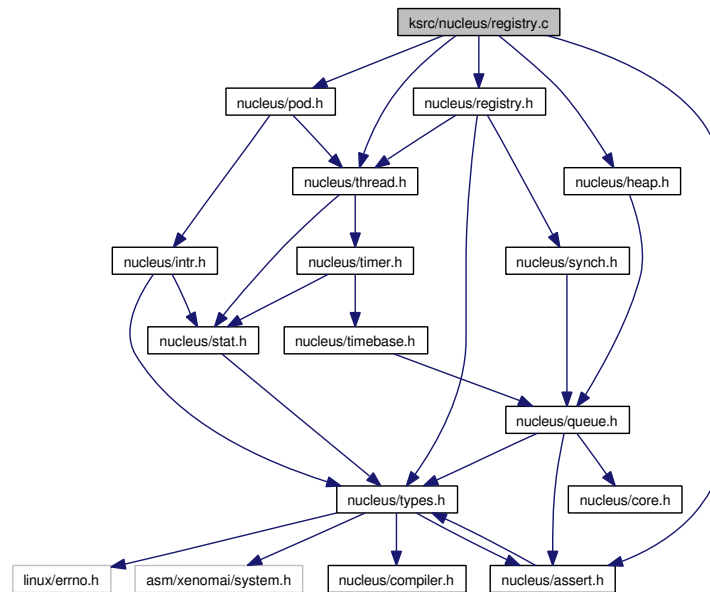 ksrc/nucleus/registry.c
nucleus/pod.h
nucleus/registry.h
nucleus/thread.h
nucleus/heap.h
nucleus/intr.h
nucleus/timer.h
nucleus/synch.h
nucleus/stat.h
nucleus/timebase.h
nucleus/queue.h
nucleus/types.h
nucleus/core.h
linux/errno.h
asm/xenomai/system.h
nucleus/compiler.h
nucleus/assert.h